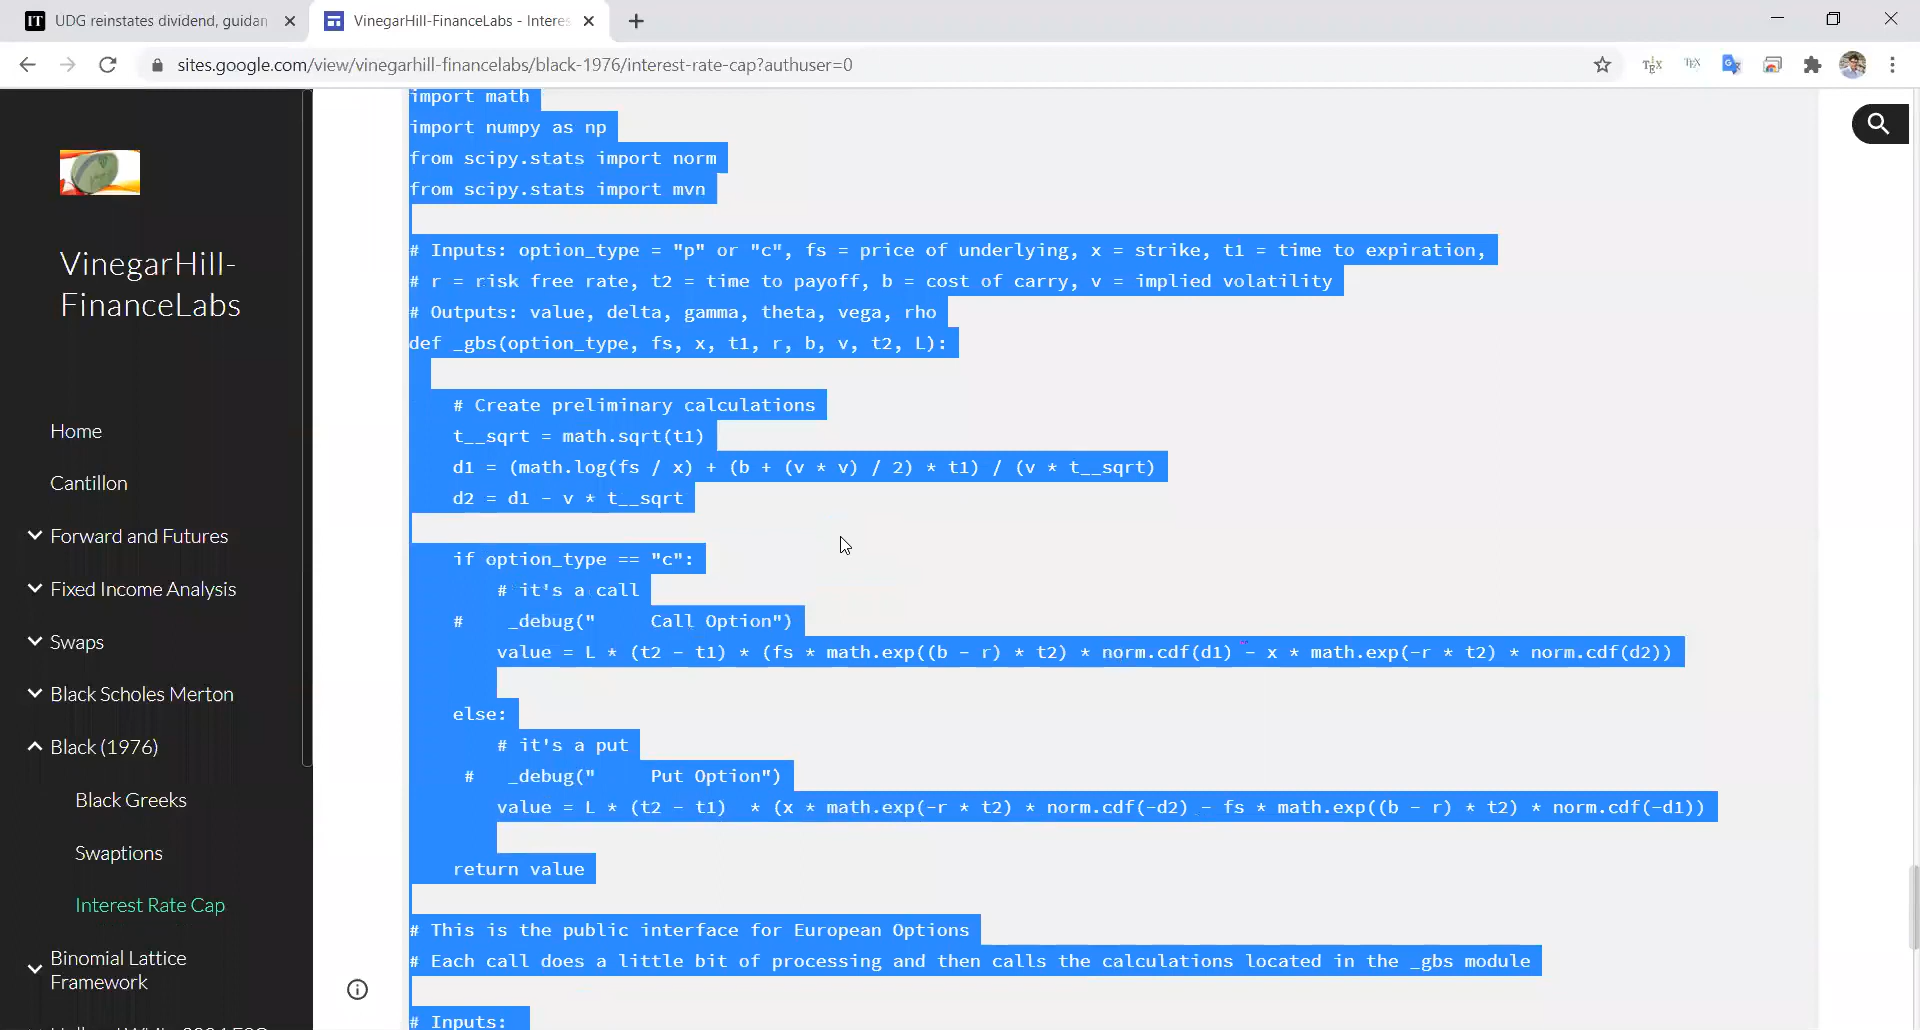 UDG reinstates dividend, guidan
VinegarHill-FinanceLabs - Interes
sites.google.com/view/vinegarhill-financelabs/black-1976/interest-rate-cap?authuser=0
VinegarHill-
FinanceLabs
Home
Cantillon
Forward and Futures
Fixed Income Analysis
Swaps
Black Scholes Merton
Black (1976)
Black Greeks
Swaptions
Interest Rate Cap
Binomial Lattice
Framework
import math
import numpy as np
from scipy.stats import norm
from scipy.stats import mvn
# Inputs: option_type = "p" or "c", fs = price of underlying, x = strike, t1 = time to expiration,
# r = risk free rate, t2 = time to payoff, b = cost of carry, v = implied volatility
# Outputs: value, delta, gamma, theta, vega, rho
def _gbs(option_type, fs, x, t1, r, b, v, t2, L):
# Create preliminary calculations
t__sqrt = math.sqrt(t1)
d1 = (math.log(fs / x) + (b + (v * v) / 2) * t1) / (v * t__sqrt)
d2 = d1 - v * t__sqrt
if option_type == "c":
# it's a call
# _debug(" Call Option")
value = L * (t2 - t1) * (fs * math.exp((b - r) * t2) * norm.cdf(d1) - x * math.exp(-r * t2) * norm.cdf(d2))
else:
# it's a put
# _debug(" Put Option")
value = L * (t2 - t1) * (x * math.exp(-r * t2) * norm.cdf(-d2) - fs * math.exp((b - r) * t2) * norm.cdf(-d1))
return value
# This is the public interface for European Options
# Each call does a little bit of processing and then calls the calculations located in the _gbs module
# Inputs: